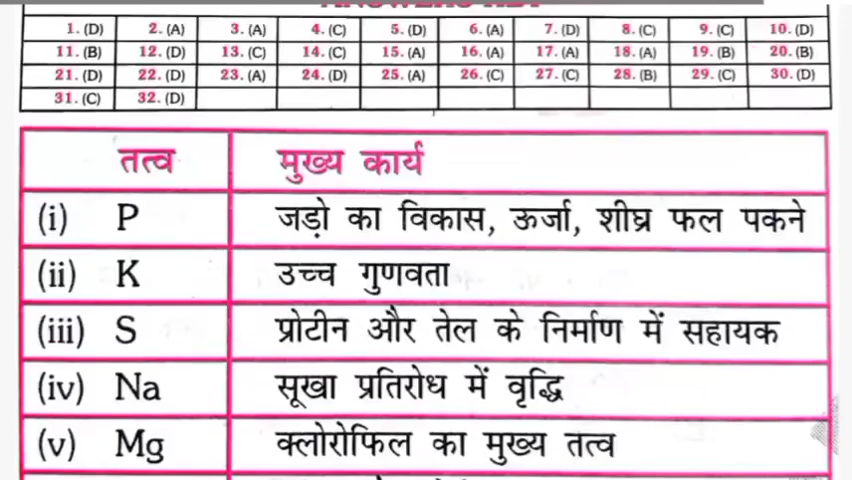 ANSWERS KEY
1. (D) 2. (A) 3. (A) 4. (C) 5. (D) 6. (A) 7. (D) 8. (C) 9. (C) 10. (D)
11. (B) 12. (D) 13. (C) 14. (C) 15. (A) 16. (A) 17. (A) 18. (A) 19. (B) 20. (B)
21. (D) 22. (D) 23. (A) 24. (D) 25. (A) 26. (C) 27. (C) 28. (B) 29. (C) 30. (D)
31. (C) 32. (D)
तत्व मुख्य कार्य
(i) P जड़ो का विकास, ऊर्जा, शीघ्र फल पकने
(ii) K उच्च गुणवता
(iii) S प्रोटीन और तेल के निर्माण में सहायक
(iv) Na सूखा प्रतिरोध में वृद्धि
(v) Mg क्लोरोफिल का मुख्य तत्व